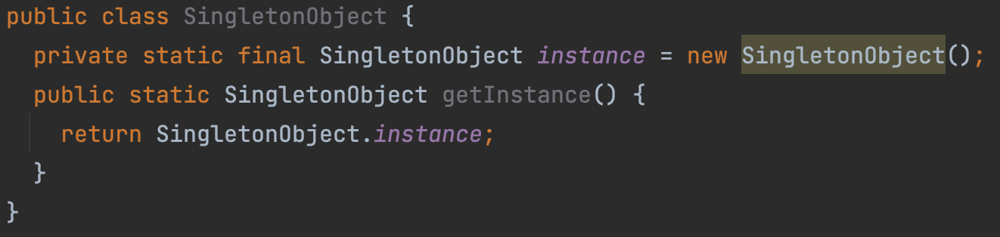 public class SingletonObject {
  private static final SingletonObject instance = new SingletonObject();
  public static SingletonObject getInstance() {
    return SingletonObject.instance;
  }
}